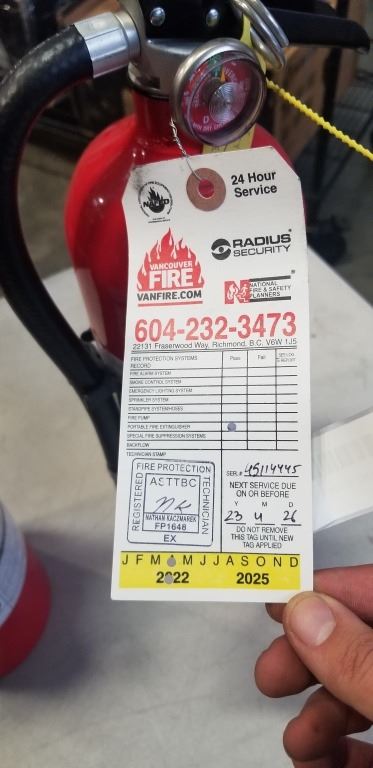 24 Hour
Service
RADIUS
SECURITY
VANCOUVER
FIRE
VANFIRE.COM
NATIONAL
FIRE & SAFETY
PLANNERS
604-232-3473
22131 Fraserwood Way, Richmond, B.C. V6W 1J5
FIRE PROTECTION SYSTEMS
RECORD
Pass
Fail
FIRE ALARM SYSTEM
SMOKE CONTROL SYSTEM
EMERGENCY LIGHTING SYSTEM
SPRINKLER SYSTEM
STANDPIPE SYSTEM/HOSES
FIRE PUMP
PORTABLE FIRE EXTINGUISHER
SPECIAL FIRE SUPPRESSION SYSTEMS
BACKFLOW
TECHNICIAN STAMP
FIRE PROTECTION
REGISTERED
ASTTBC
TECHNICIAN
NATHAN KACZMAREK
FP1648
EX
SER.#
NEXT SERVICE DUE
ON OR BEFORE
Y M D
23 4 26
DO NOT REMOVE
THIS TAG UNTIL NEW
TAG APPLIED
J F M A M J J A S O N D
2022 2025